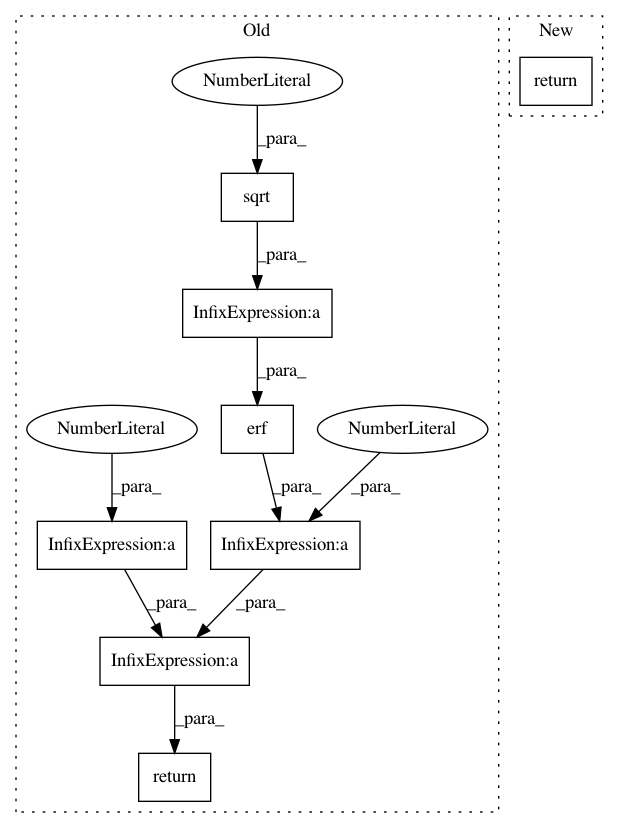 Old
New
NumberLiteral
return
_para_
sqrt
_para_
InfixExpression:a
_para_
NumberLiteral
erf
NumberLiteral
_para_
_para_
_para_
InfixExpression:a
InfixExpression:a
_para_
_para_
InfixExpression:a
_para_
return